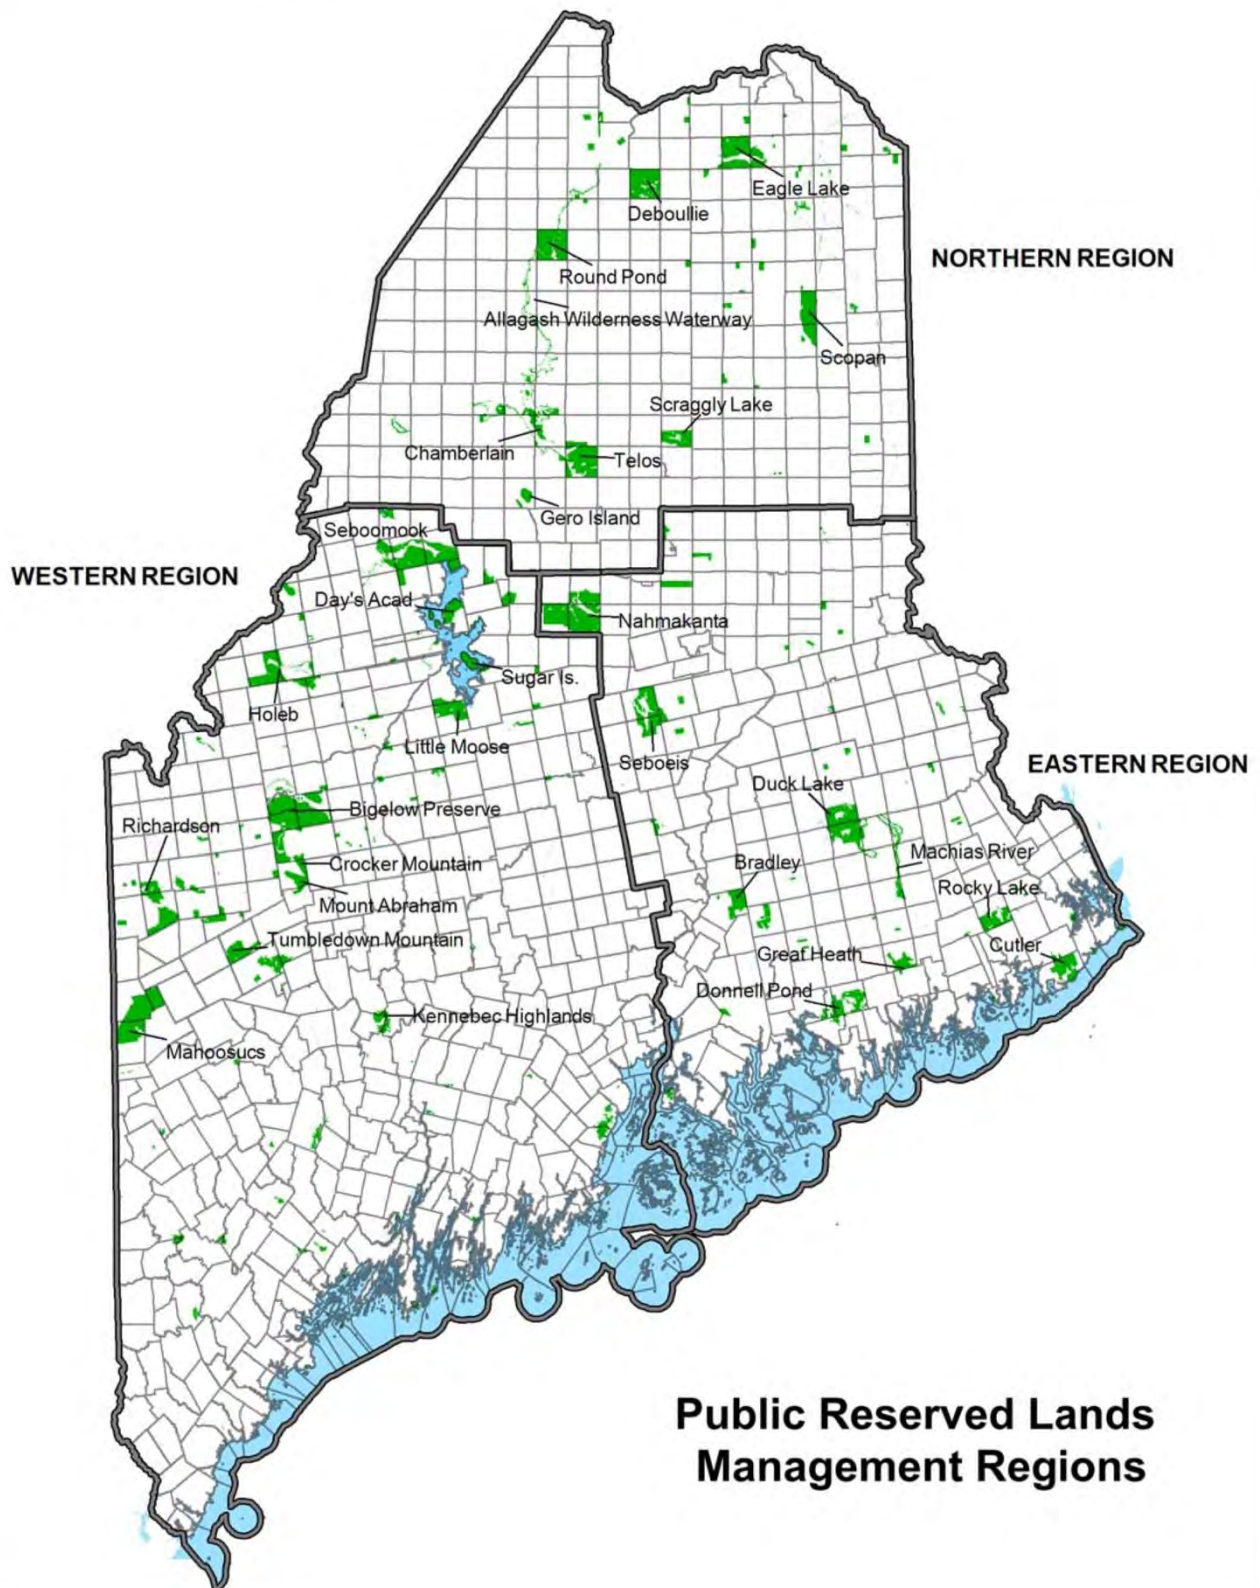 Eagle Lake
Deboullie
NORTHERN REGION
Round Pond
Allagash Wilderness Waterway
Scopan
Scraggly Lake
Chamberlain
Telos
Gero Island
Seboomook
WESTERN REGION
Day's Acad
Nahmakanta
Sugar Is.
Holeb
Little Moose
Seboeis
EASTERN REGION
Duck Lake
Bigelow Preserve
Richardson
Machias River
Crocker Mountain
Bradley
Rocky Lake
Mount Abraham
Tumbledown Mountain
Cutler
Great Heath
Donnell Pond
Kennebec Highlands
Mahoosucs
Public Reserved Lands
Management Regions